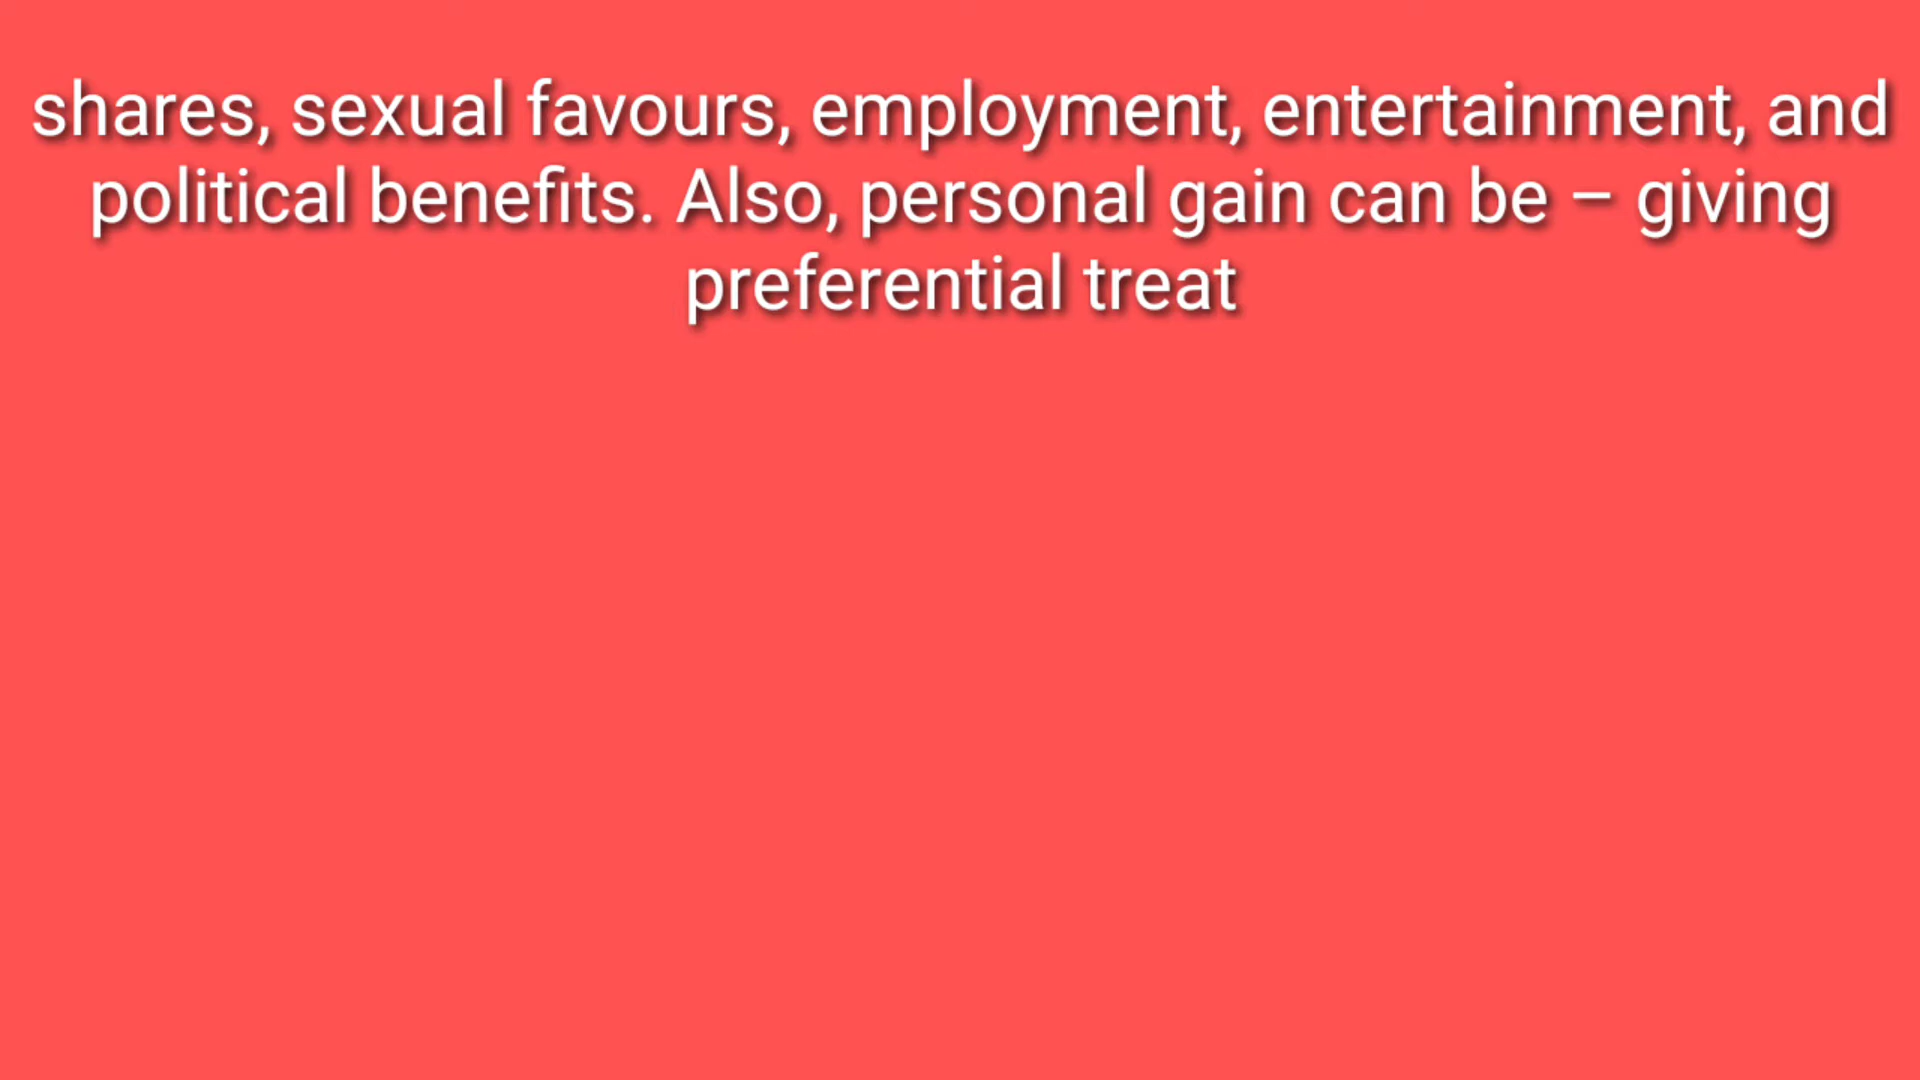 shares, sexual favours, employment, entertainment, and
political benefits. Also, personal gain can be – giving
preferential treat